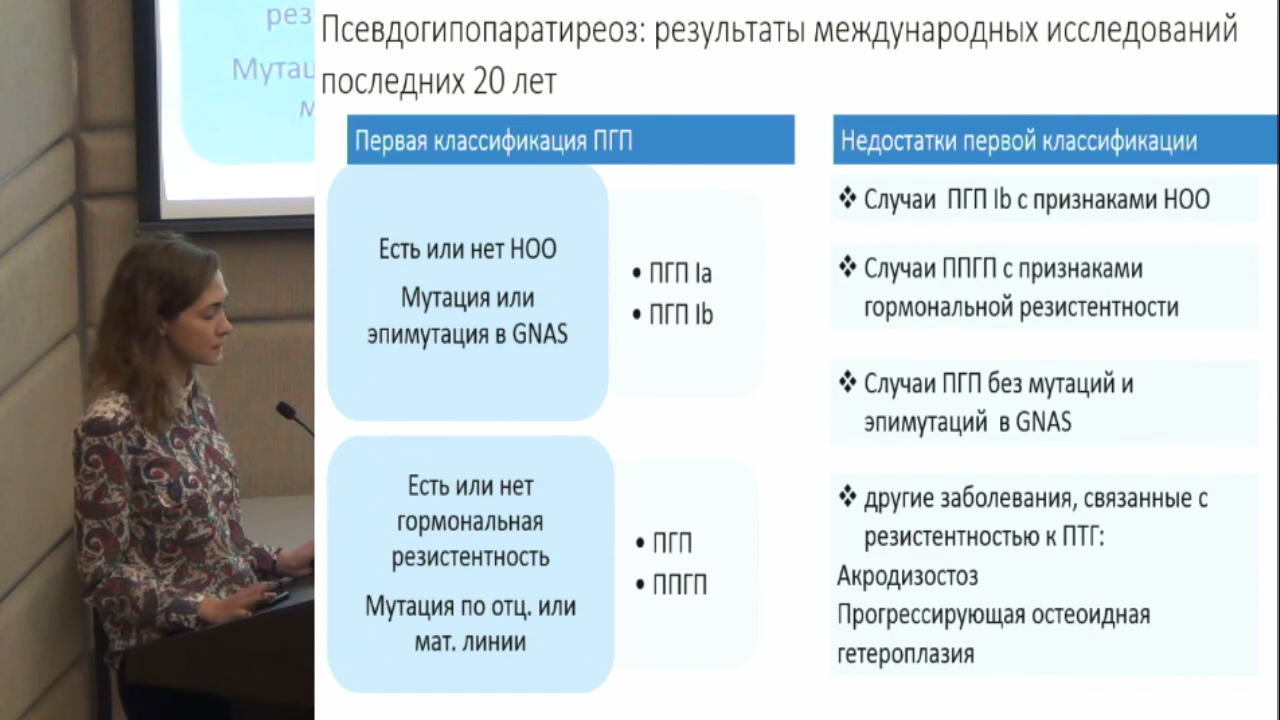 рез
Мутац
м
Псевдогипопаратиреоз: результаты международных исследований
последних 20 лет
Первая классификация ПГП
Есть или нет НОО
Мутация или
эпимутация в GNAS
• ПГП Ia
• ПГП Ib
Есть или нет
гормональная
резистентность
Мутация по отц. или
мат. линии
• ПГП
• ППГП
Недостатки первой классификации
❖ Случаи ПГП Ib с признаками НОО
❖ Случаи ППГП с признаками
гормональной резистентности
❖ Случаи ПГП без мутаций и
эпимутаций в GNAS
❖ другие заболевания, связанные с
резистентностью к ПТГ:
Акродизостоз
Прогрессирующая остеоидная
гетероплазия